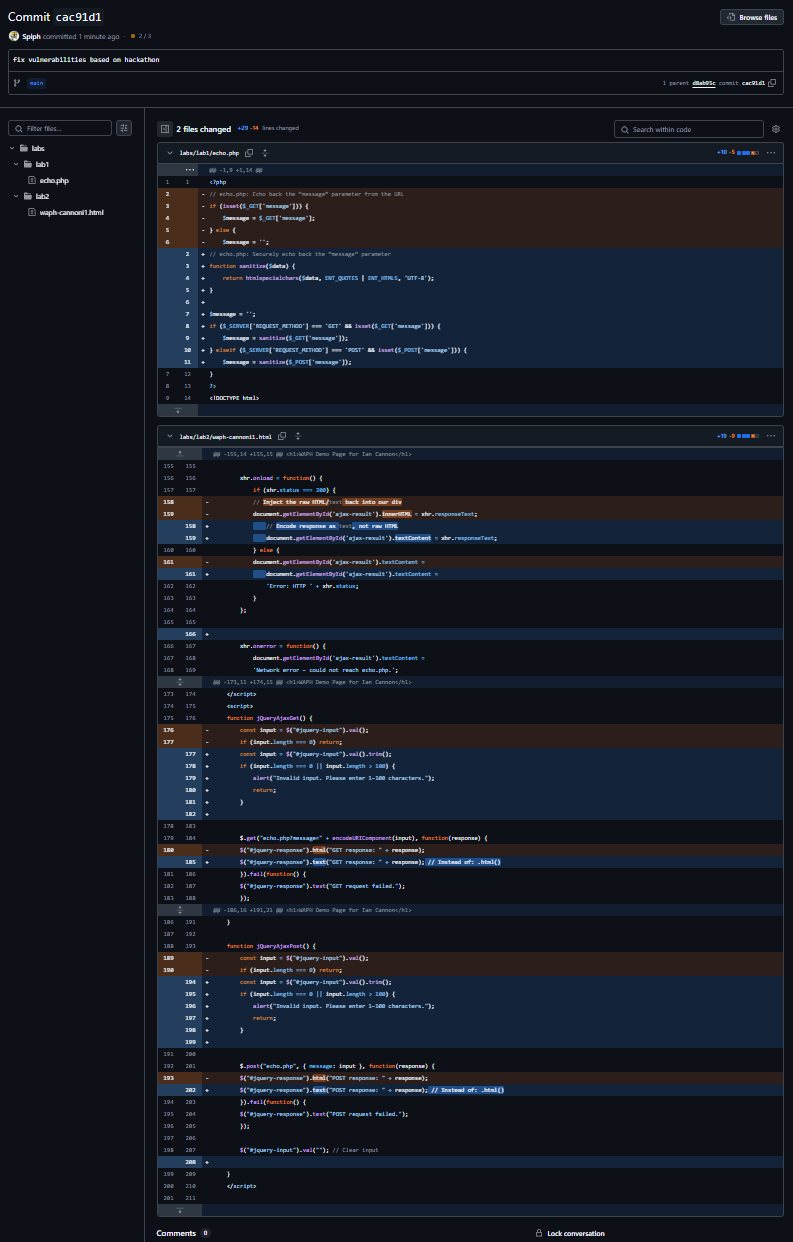 Commit cac91d1
Browse files
Spiph committed 1 minute ago · 2 / 3
fix vulnerabilities based on hackathon
main
1 parent d8ab95c commit cac91d1
Filter files...
labs
lab1
echo.php
lab2
waph-cannoni1.html
2 files changed +29 -14 lines changed
Search within code
labs/lab1/echo.php
+10 -5
@@ -1,9 +1,14 @@
1 1 <?php
2 - // echo.php: Echo back the "message" parameter from the URL
3 - if (isset($_GET['message'])) {
4 - $message = $_GET['message'];
5 - } else {
6 - $message = '';
2 + // echo.php: Securely echo back the "message" parameter
3 + function sanitize($data) {
4 + return htmlspecialchars($data, ENT_QUOTES | ENT_HTML5, 'UTF-8');
5 + }
6 +
7 + $message = '';
8 + if ($_SERVER['REQUEST_METHOD'] === 'GET' && isset($_GET['message'])) {
9 + $message = sanitize($_GET['message']);
10 + } elseif ($_SERVER['REQUEST_METHOD'] === 'POST' && isset($_POST['message'])) {
11 + $message = sanitize($_POST['message']);
7 12 }
8 13 ?>
9 14 <!DOCTYPE html>
labs/lab2/waph-cannoni1.html
+19 -9
@@ -155,14 +155,15 @@ <h1>WAPH Demo Page for Ian Cannon</h1>
155 155
156 156 xhr.onload = function() {
157 157 if (xhr.status === 200) {
158 - // Inject the raw HTML/text back into our div
159 - document.getElementById('ajax-result').innerHTML = xhr.responseText;
158 + // Encode response as text, not raw HTML
159 + document.getElementById('ajax-result').textContent = xhr.responseText;
160 160 } else {
161 - document.getElementById('ajax-result').textContent =
161 + document.getElementById('ajax-result').textContent =
162 162 'Error: HTTP ' + xhr.status;
163 163 }
164 164 };
165 165
166 +
166 167 xhr.onerror = function() {
167 168 document.getElementById('ajax-result').textContent =
168 169 'Network error – could not reach echo.php.';
@@ -173,11 +174,15 @@ <h1>WAPH Demo Page for Ian Cannon</h1>
173 174 </script>
174 175 <script>
175 176 function jQueryAjaxGet() {
176 - const input = $("#jquery-input").val();
177 - if (input.length === 0) return;
177 + const input = $("#jquery-input").val().trim();
178 + if (input.length === 0 || input.length > 100) {
179 + alert("Invalid input. Please enter 1–100 characters.");
180 + return;
181 + }
182 +
178 183
179 184 $.get("echo.php?message=" + encodeURIComponent(input), function(response) {
180 - $("#jquery-response").html("GET response: " + response);
185 + $("#jquery-response").text("GET response: " + response); // Instead of: .html()
181 186 }).fail(function() {
182 187 $("#jquery-response").text("GET request failed.");
183 188 });
@@ -186,16 +191,21 @@ <h1>WAPH Demo Page for Ian Cannon</h1>
186 191 }
187 192
188 193 function jQueryAjaxPost() {
189 - const input = $("#jquery-input").val();
190 - if (input.length === 0) return;
194 + const input = $("#jquery-input").val().trim();
195 + if (input.length === 0 || input.length > 100) {
196 + alert("Invalid input. Please enter 1–100 characters.");
197 + return;
198 + }
199 +
191 200
192 201 $.post("echo.php", { message: input }, function(response) {
193 - $("#jquery-response").html("POST response: " + response);
202 + $("#jquery-response").text("POST response: " + response); // Instead of: .html()
194 203 }).fail(function() {
195 204 $("#jquery-response").text("POST request failed.");
196 205 });
197 206
198 207 $("#jquery-input").val(""); // Clear input
208 +
199 209 }
200 210 </script>
201 211
Comments 0
Lock conversation